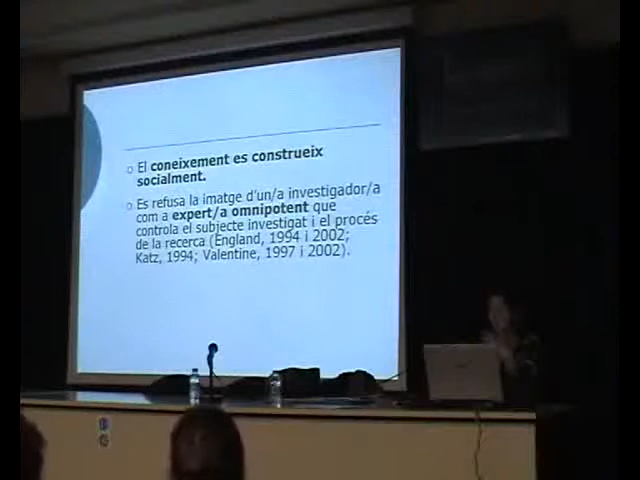 El coneixement es construeix
socialment.
Es refusa la imatge d'un/a investigador/a
com a expert/a omnipotent que
controla el subjecte investigat i el procés
de la recerca (England, 1994 i 2002;
Katz, 1994; Valentine, 1997 i 2002).